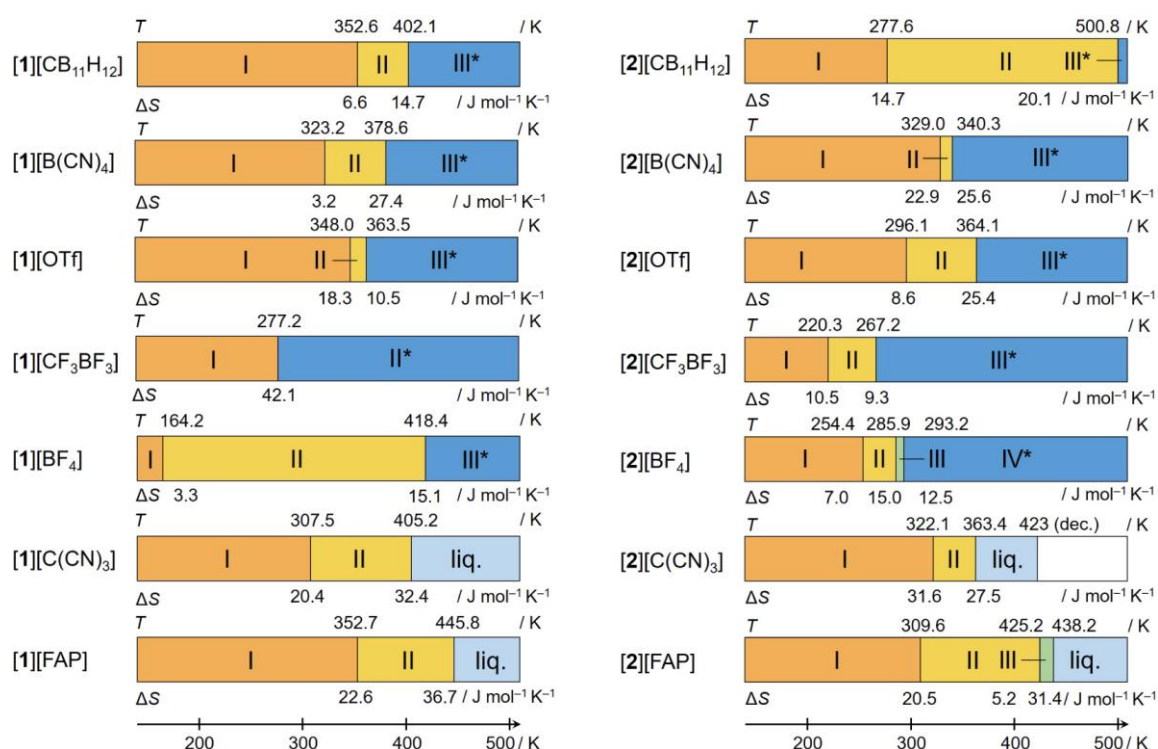 T 352.6 402.1 / K
[1][CB₁₁H₁₂] I II III*
ΔS 6.6 14.7 / J mol⁻¹ K⁻¹
T 323.2 378.6 / K
[1][B(CN)₄] I II III*
ΔS 3.2 27.4 / J mol⁻¹ K⁻¹
T 348.0 363.5 / K
[1][OTf] I II III*
ΔS 18.3 10.5 / J mol⁻¹ K⁻¹
T 277.2 / K
[1][CF₃BF₃] I II*
ΔS 42.1 / J mol⁻¹ K⁻¹
T 164.2 418.4 / K
[1][BF₄] I II III*
ΔS 3.3 15.1 / J mol⁻¹ K⁻¹
T 307.5 405.2 / K
[1][C(CN)₃] I II liq.
ΔS 20.4 32.4 / J mol⁻¹ K⁻¹
352.7 445.8 / K
[1][FAP] I II liq.
ΔS 22.6 36.7 / J mol⁻¹ K⁻¹
200 300 400 500 / K
T 277.6 500.8 / K
[2][CB₁₁H₁₂] I II III*
ΔS 14.7 20.1 / J mol⁻¹ K⁻¹
T 329.0 340.3 / K
[2][B(CN)₄] I II III*
ΔS 22.9 25.6 / J mol⁻¹ K⁻¹
T 296.1 364.1 / K
[2][OTf] I II III*
ΔS 8.6 25.4 / J mol⁻¹ K⁻¹
T 220.3 267.2 / K
[2][CF₃BF₃] I II III*
ΔS 10.5 9.3 / J mol⁻¹ K⁻¹
T 254.4 285.9 293.2 / K
[2][BF₄] I II III IV*
ΔS 7.0 15.0 12.5 / J mol⁻¹ K⁻¹
T 322.1 363.4 423 (dec.) / K
[2][C(CN)₃] I II liq.
ΔS 31.6 27.5 / J mol⁻¹ K⁻¹
T 309.6 425.2 438.2 / K
[2][FAP] I II III liq.
ΔS 20.5 5.2 31.4 / J mol⁻¹ K⁻¹
200 300 400 500 / K